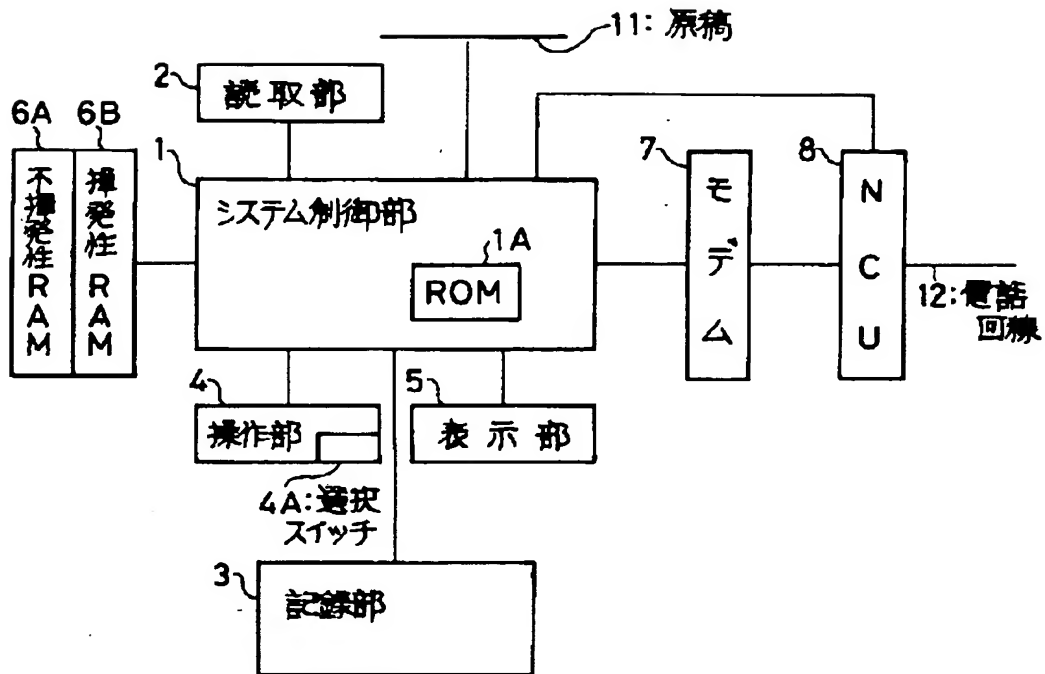 11: 原稿
2
読取部
6A
6B
不揮発性RAM
揮発性RAM
1
システム制御部
1A
ROM
7
モデム
8
NCU
12: 電話
回線
4
操作部
4A: 選択
スイッチ
5
表示部
3
記録部